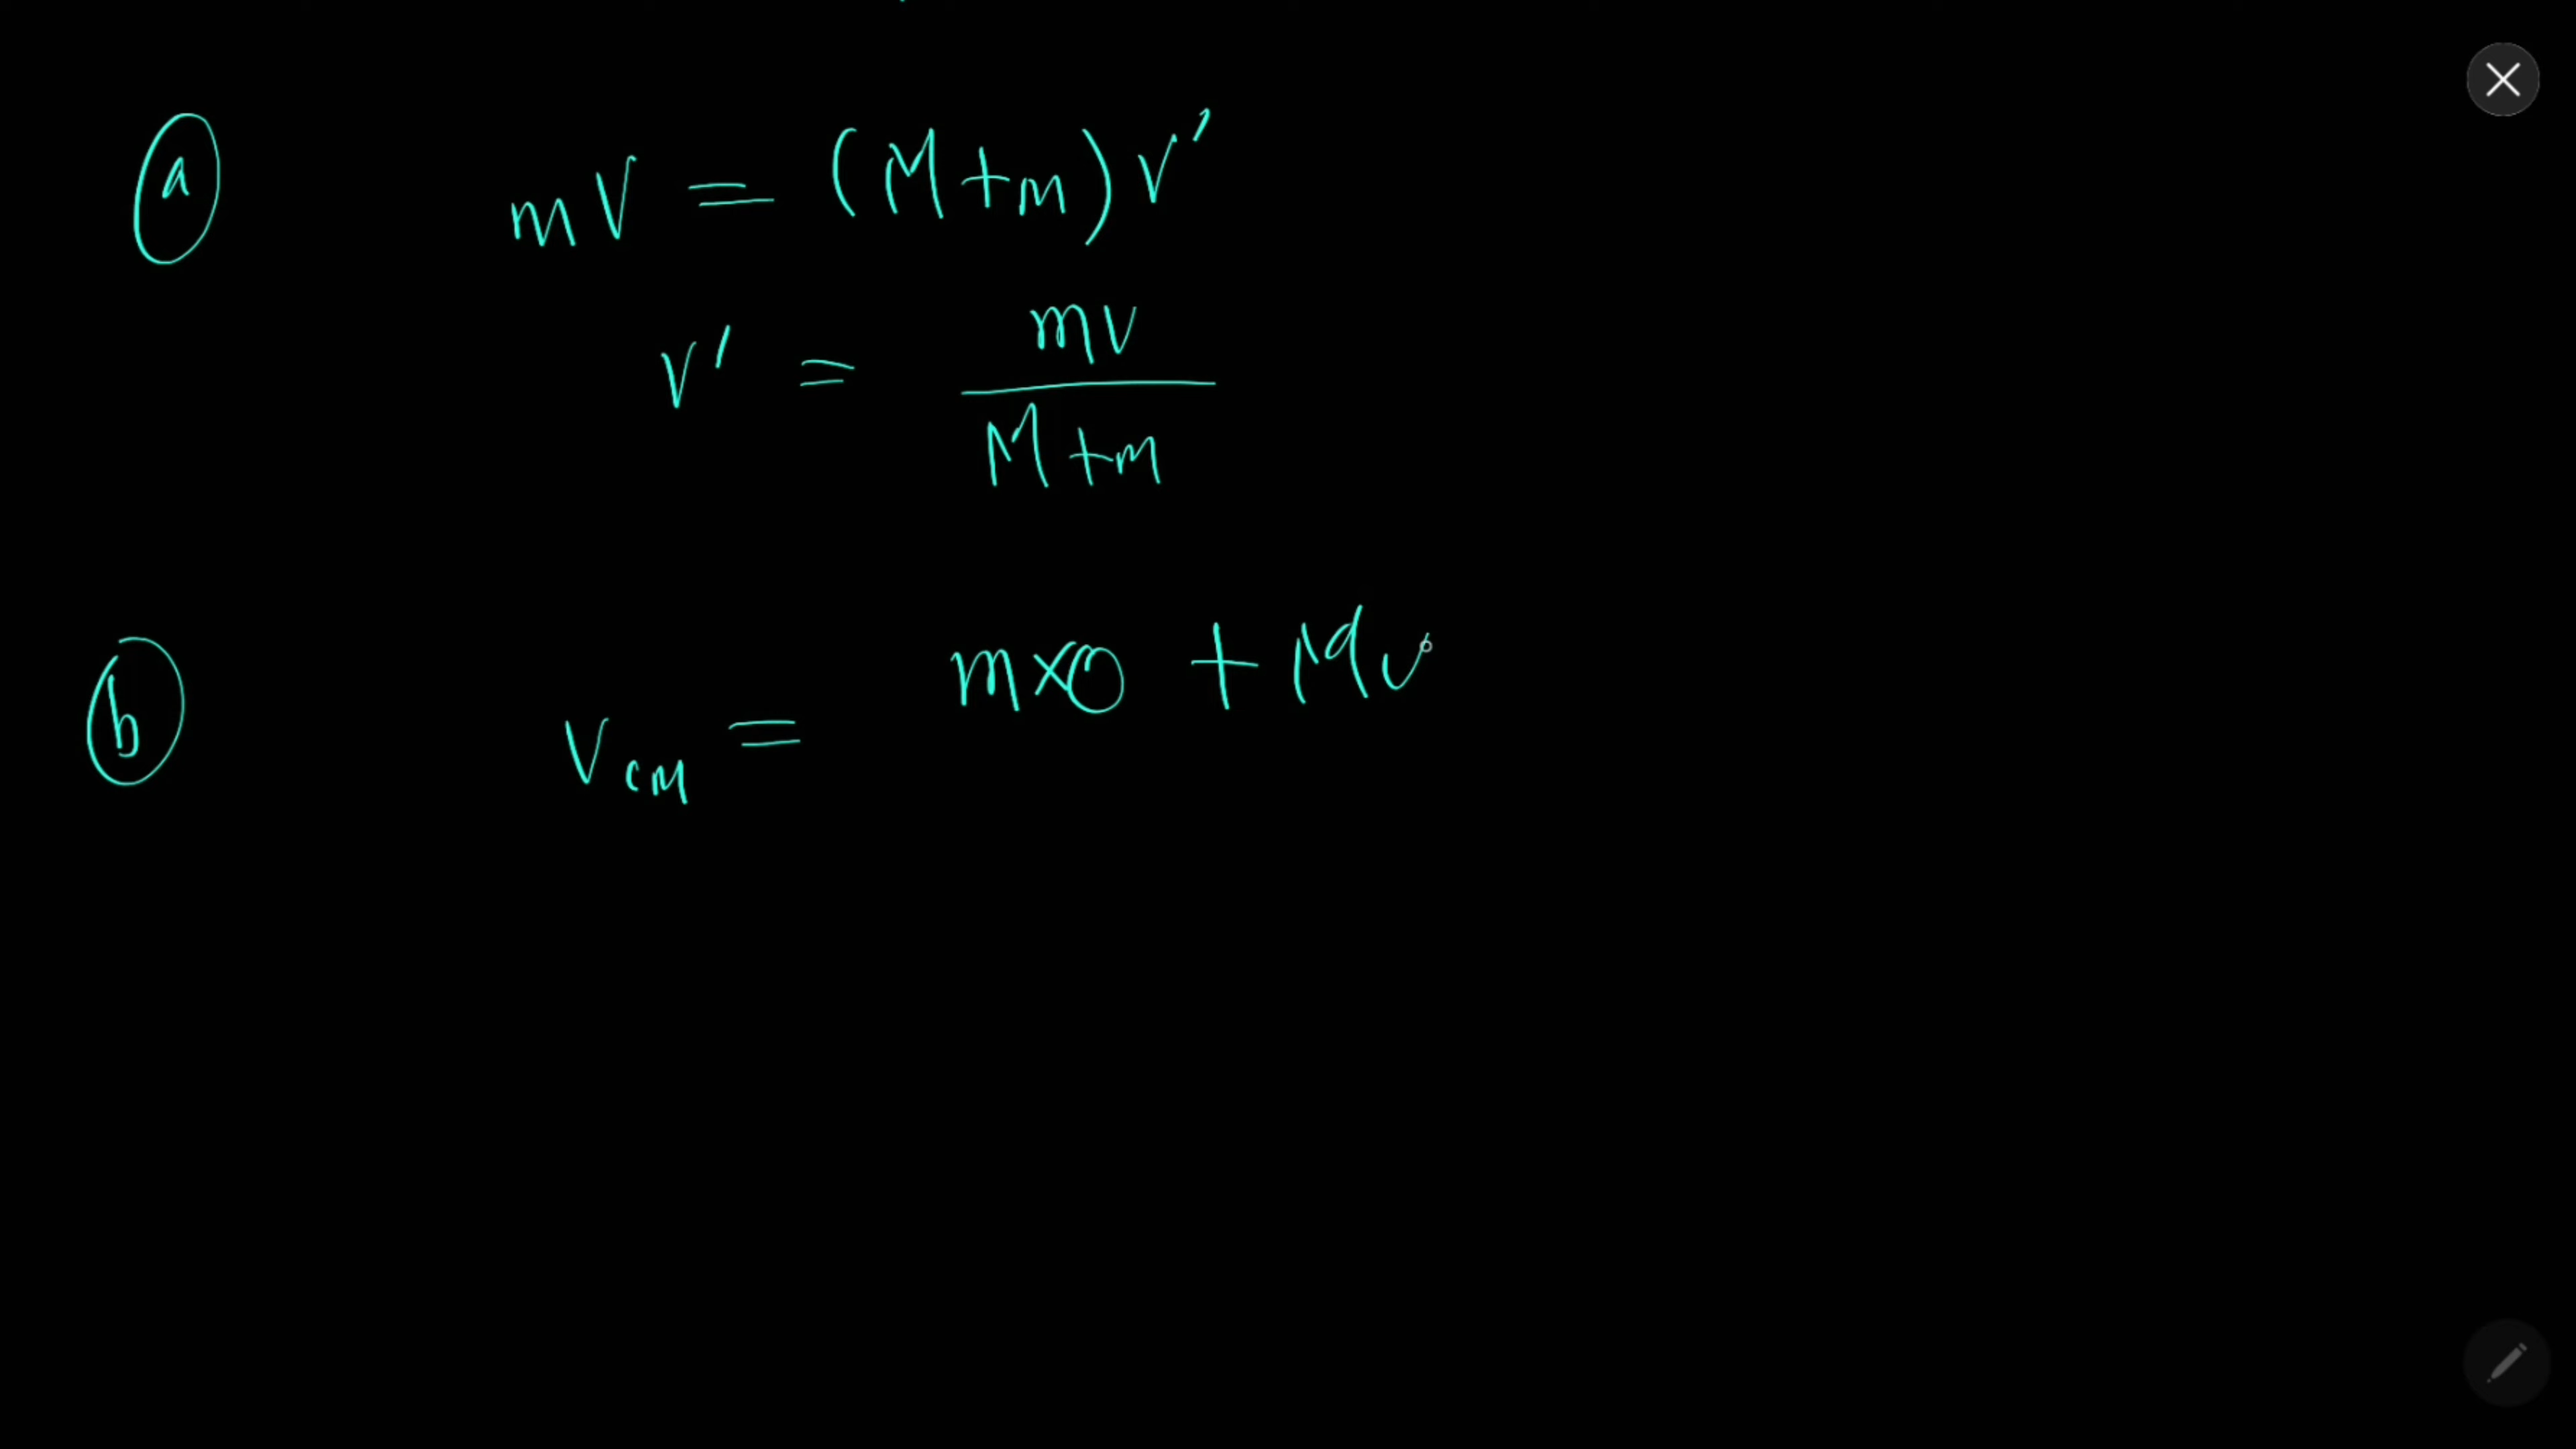 a mV = (M+m)v'
v' = mv
M+m
b Vcm = m×0 + Mv